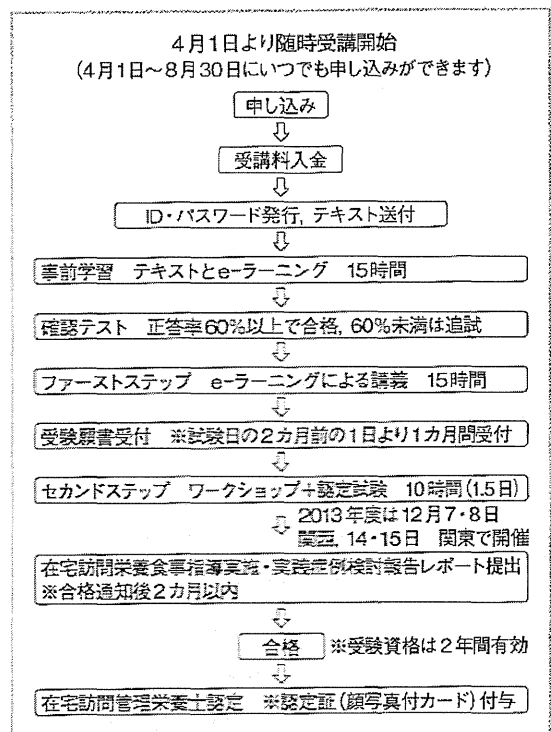 4月1日より随時受講開始
(4月1日〜8月30日にいつでも申し込みができます)
申し込み
受講料入金
ID・パスワード発行, テキスト送付
事前学習 テキストとe-ラーニング 15時間
確認テスト 正答率60%以上で合格, 60%未満は追試
ファーストステップ e-ラーニングによる講義 15時間
受験願書受付 ※試験日の2カ月前の1日より1カ月間受付
セカンドステップ ワークショップ+認定試験 10時間(1.5日)
2013年度は12月7・8日
関西, 14・15日 関東で開催
在宅訪問栄養食事指導実施・実践症例検討報告レポート提出
※合格通知後2カ月以内
合格 ※受験資格は2年間有効
在宅訪問管理栄養士認定 ※認定証(顔写真付カード)付与